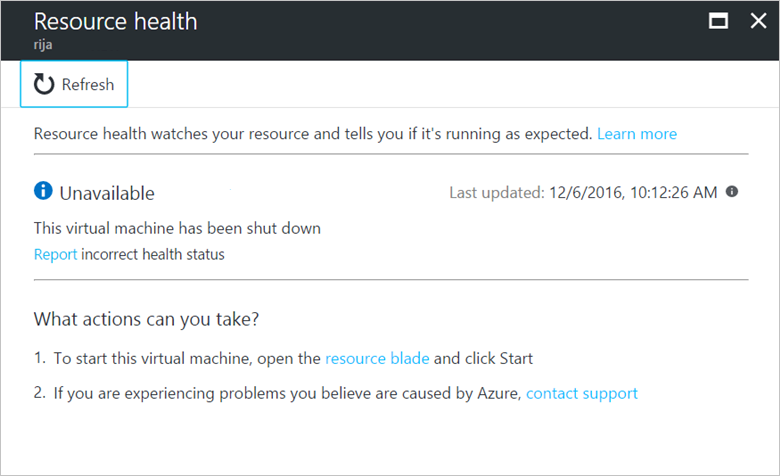 Resource health
rija
Refresh
Resource health watches your resource and tells you if it's running as expected. Learn more
Unavailable
Last updated: 12/6/2016, 10:12:26 AM
This virtual machine has been shut down
Report incorrect health status
What actions can you take?
1. To start this virtual machine, open the resource blade and click Start
2. If you are experiencing problems you believe are caused by Azure, contact support